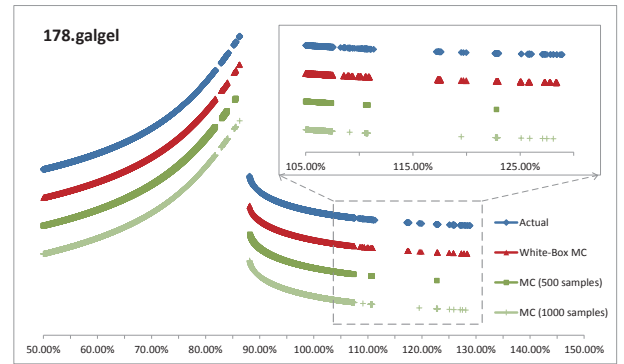 178.galgel
105.00% 115.00% 125.00%
Actual
White-Box MC
MC (500 samples)
MC (1000 samples)
50.00% 60.00% 70.00% 80.00% 90.00% 100.00% 110.00% 120.00% 130.00% 140.00% 150.00%